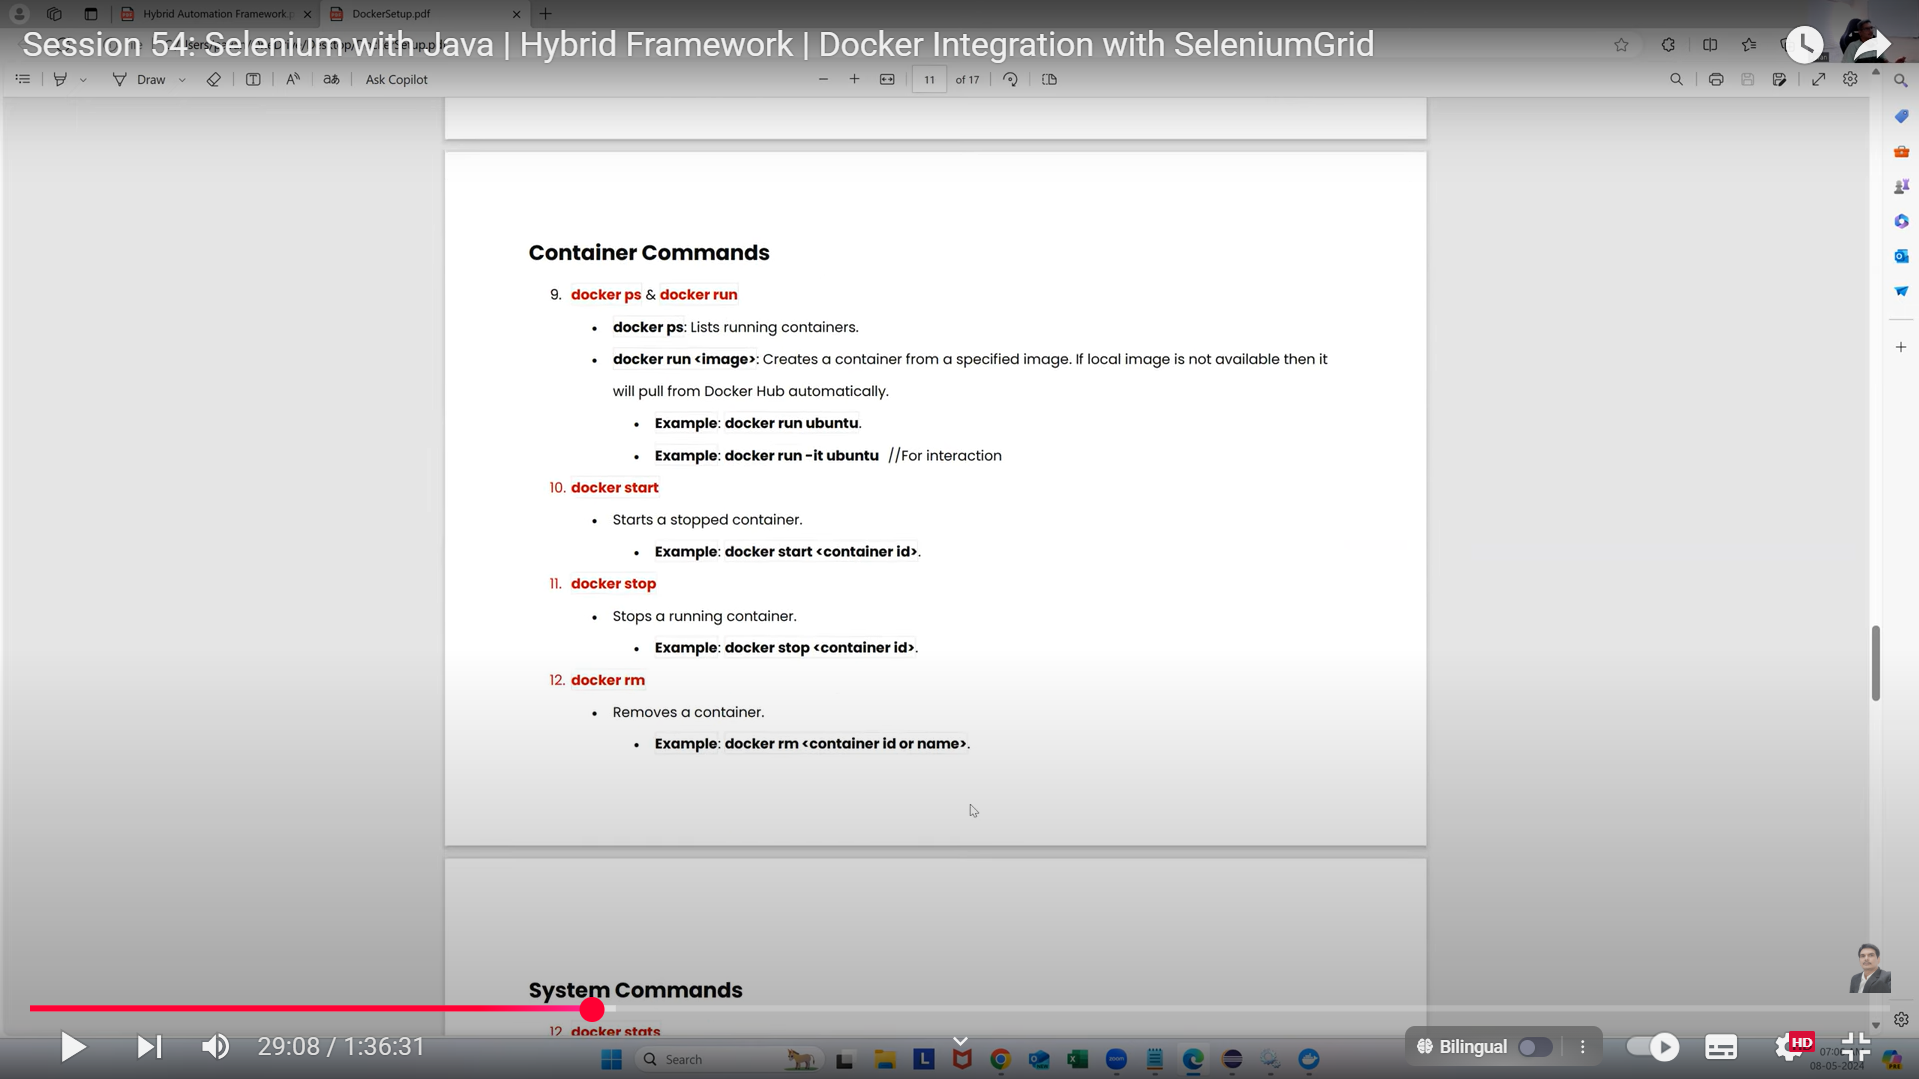 Hybrid Automation Framework.p
DockerSetup.pdf
Session 54: Selenium with Java | Hybrid Framework | Docker Integration with SeleniumGrid
Draw
Ask Copilot
11 of 17
Container Commands
9. docker ps & docker run
• docker ps: Lists running containers.
• docker run <image>: Creates a container from a specified image. If local image is not available then it
will pull from Docker Hub automatically.
• Example: docker run ubuntu.
• Example: docker run -it ubuntu //For interaction
10. docker start
• Starts a stopped container.
• Example: docker start <container id>.
11. docker stop
• Stops a running container.
• Example: docker stop <container id>.
12. docker rm
• Removes a container.
• Example: docker rm <container id or name>.
System Commands
12. docker stats
29:08 / 1:36:31
Search
Bilingual
HD
08-05-2024